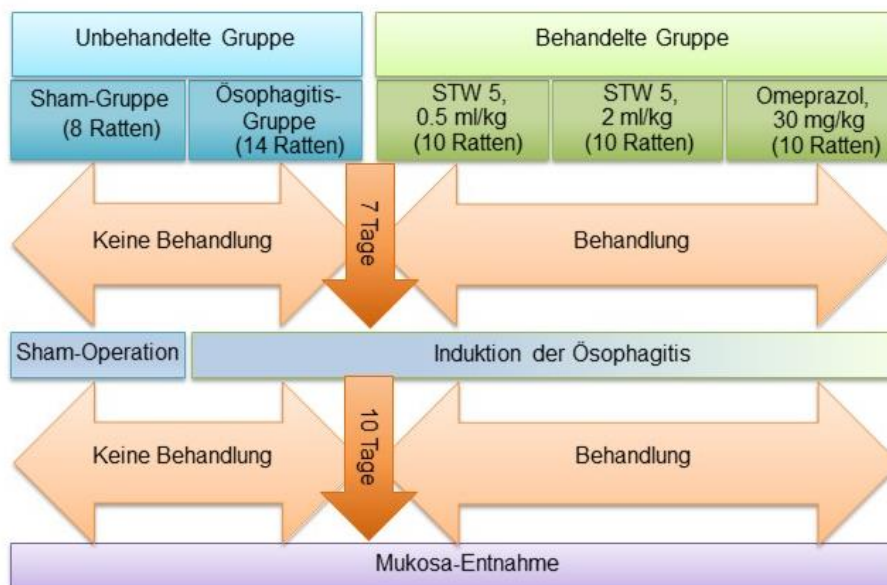 Unbehandelte Gruppe
Behandelte Gruppe
Sham-Gruppe
(8 Ratten)
Ösophagitis-
Gruppe
(14 Ratten)
STW 5,
0.5 ml/kg
(10 Ratten)
STW 5,
2 ml/kg
(10 Ratten)
Omeprazol,
30 mg/kg
(10 Ratten)
Keine Behandlung
7 Tage
Behandlung
Sham-Operation
Induktion der Ösophagitis
Keine Behandlung
10 Tage
Behandlung
Mukosa-Entnahme